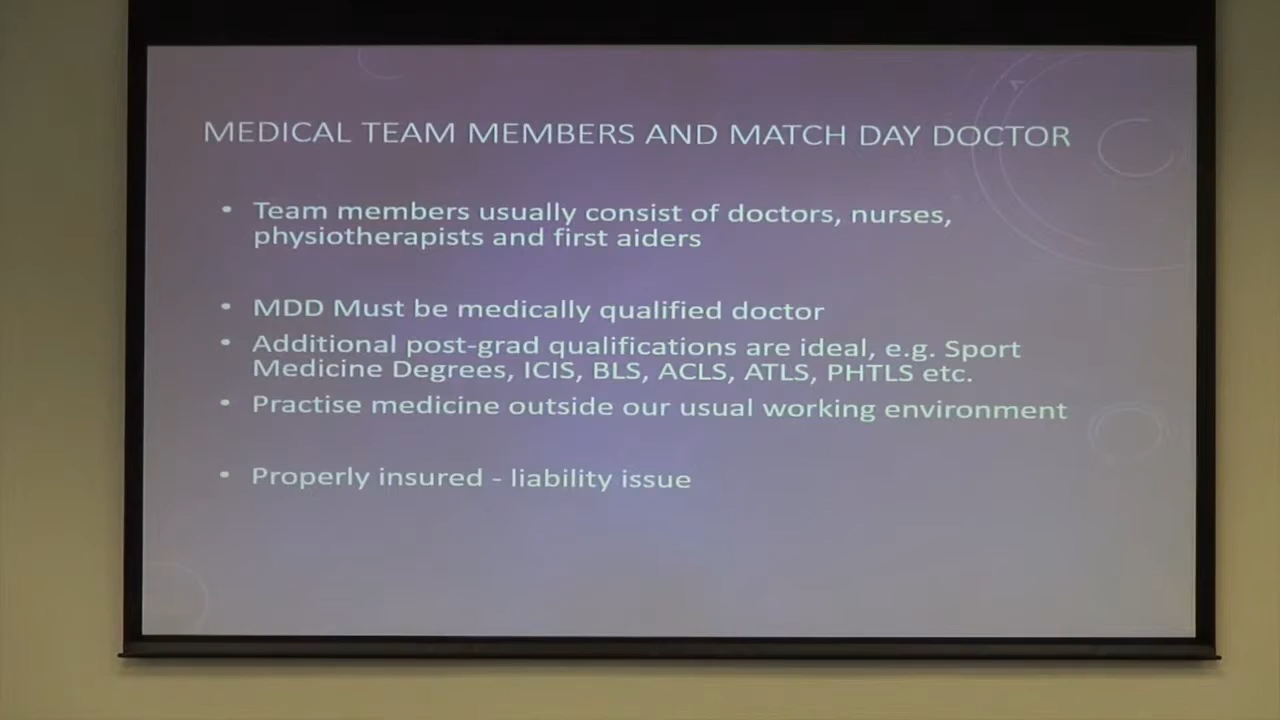 MEDICAL TEAM MEMBERS AND MATCH DAY DOCTOR
• Team members usually consist of doctors, nurses,
physiotherapists and first aiders
• MDD Must be medically qualified doctor
• Additional post-grad qualifications are ideal, e.g. Sport
Medicine Degrees, ICIS, BLS, ACLS, ATLS, PHTLS etc.
• Practise medicine outside our usual working environment
• Properly insured - liability issue